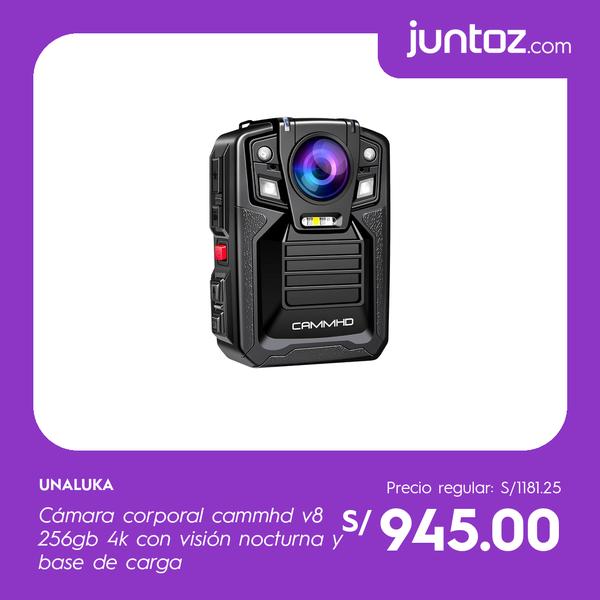 juntoz.com
CAMMHD
UNALUKA
Cámara corporal cammhd v8
256gb 4k con visión nocturna y
base de carga
Precio regular: S/1181.25
S/ 945.00